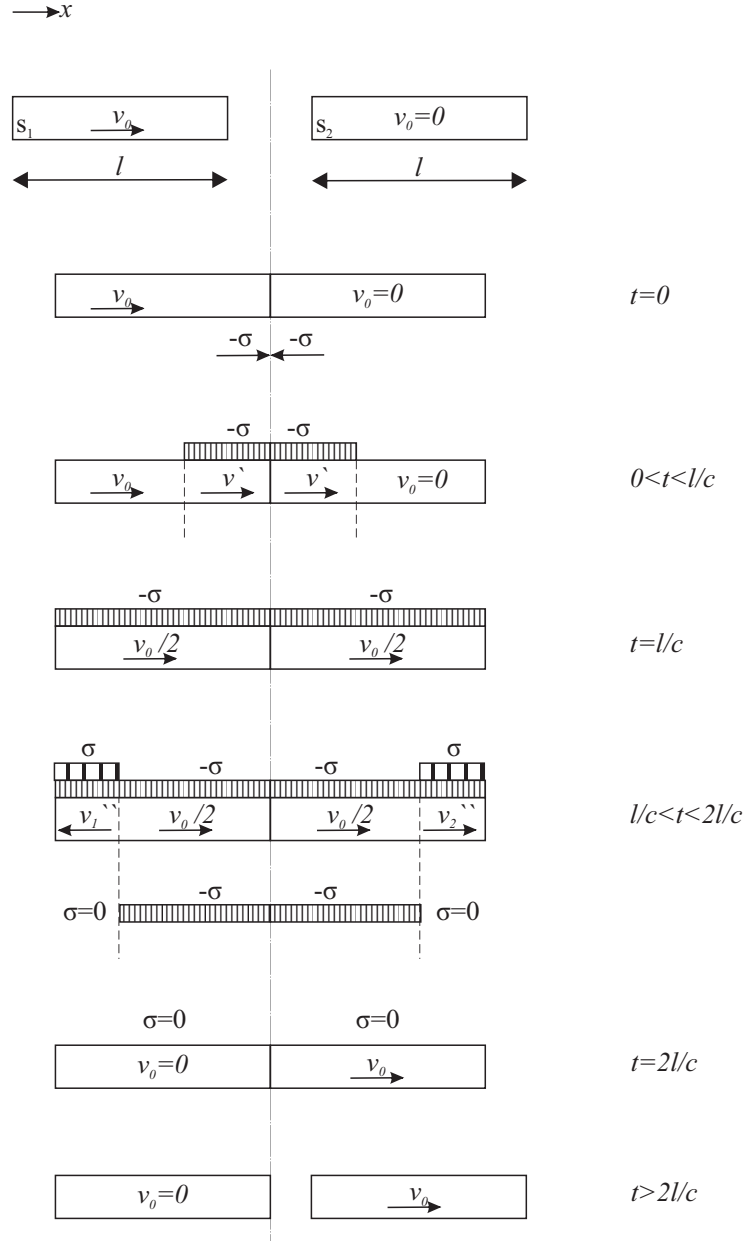 x
v₀ v₀=0
s₁ s₂
l l
v₀ v₀=0 t=0
-σ -σ
-σ -σ
v₀ v` v` v₀=0 0<t<l/c
-σ -σ
v₀/2 v₀/2 t=l/c
σ -σ -σ σ
v₁`` v₀/2 v₀/2 v₂`` l/c<t<2l/c
-σ -σ
σ=0 σ=0
σ=0 σ=0
v₀=0 v₀ t=2l/c
v₀=0 v₀ t>2l/c